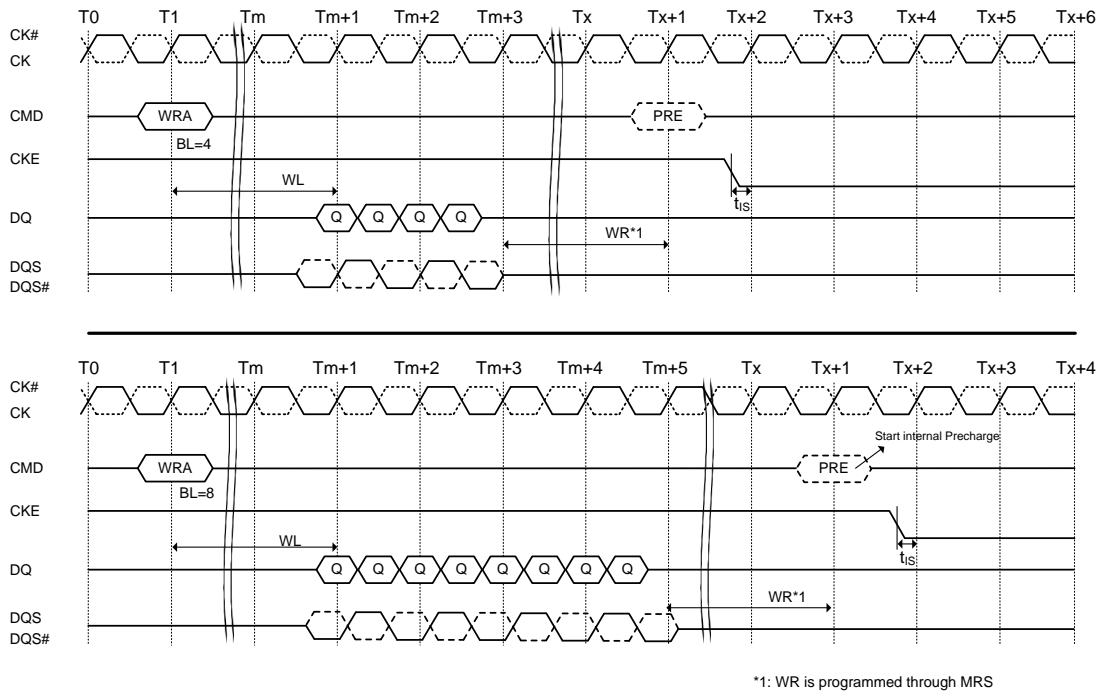 T0 T1 Tm Tm+1 Tm+2 Tm+3 Tx Tx+1 Tx+2 Tx+3 Tx+4 Tx+5 Tx+6
CK#
CK
CMD WRA PRE
BL=4
CKE
WL
tIS
DQ Q Q Q Q
WR*1
DQS
DQS#
T0 T1 Tm Tm+1 Tm+2 Tm+3 Tm+4 Tm+5 Tx Tx+1 Tx+2 Tx+3 Tx+4
CK#
CK
Start internal Precharge
CMD WRA PRE
BL=8
CKE
WL
tIS
DQ Q Q Q Q Q Q Q Q
WR*1
DQS
DQS#
*1: WR is programmed through MRS